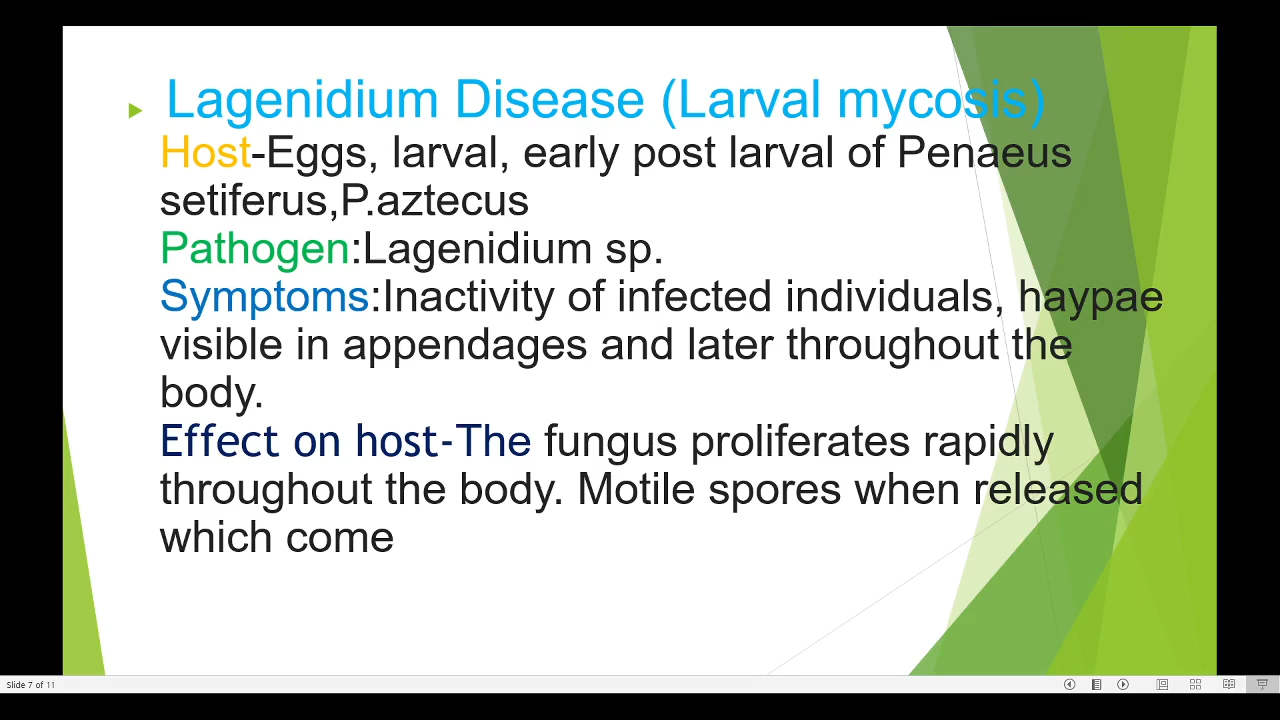 Lagenidium Disease (Larval mycosis)
Host-Eggs, larval, early post larval of Penaeus
setiferus,P.aztecus
Pathogen:Lagenidium sp.
Symptoms:Inactivity of infected individuals, haypae
visible in appendages and later throughout the
body.
Effect on host-The fungus proliferates rapidly
throughout the body. Motile spores when released
which come
Slide 7 of 11